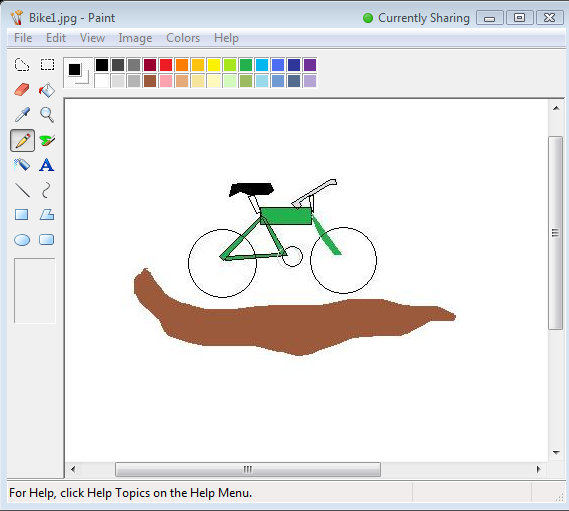 Bike1.jpg - Paint
Currently Sharing
File Edit View Image Colors Help
A
For Help, click Help Topics on the Help Menu.